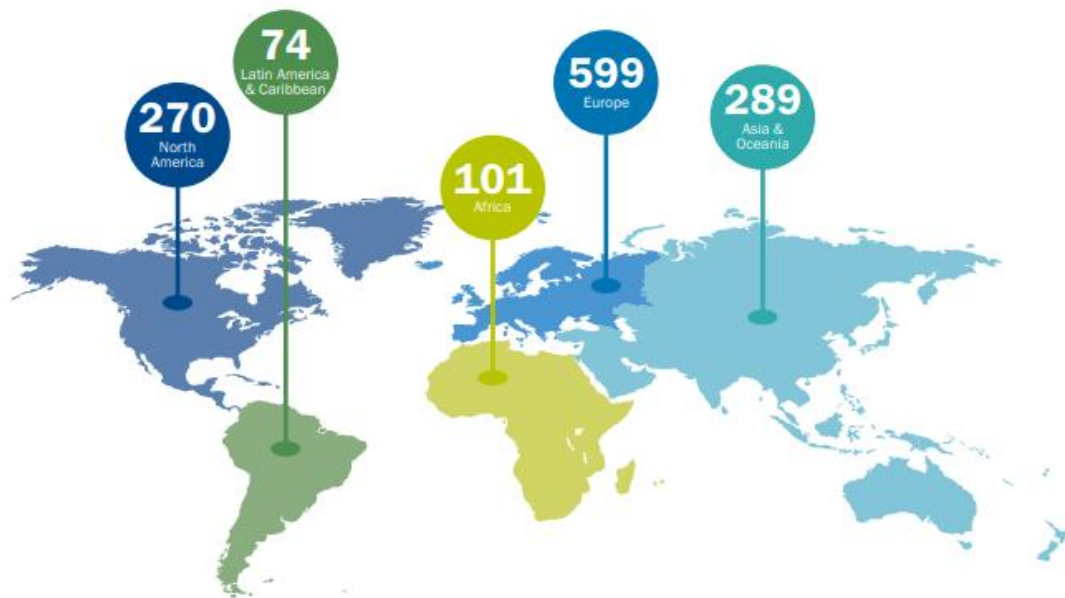 74
Latin America
& Caribbean
599
Europe
270
North
America
289
Asia &
Oceania
101
Africa